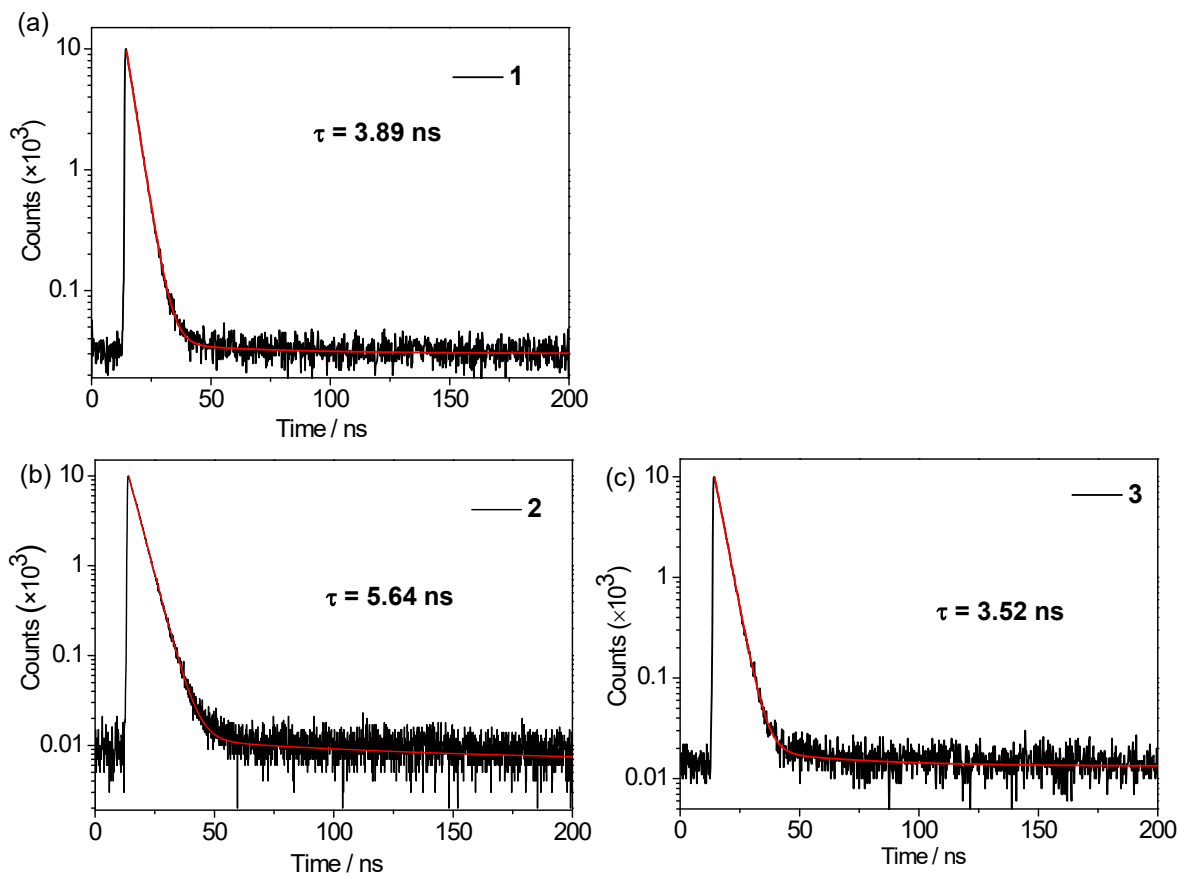 (a)
1
τ = 3.89 ns
Counts (×10³)
10
1
0.1
0 50 100 150 200
Time / ns
(b)
2
τ = 5.64 ns
Counts (×10³)
10
1
0.1
0.01
0 50 100 150 200
Time / ns
(c)
3
τ = 3.52 ns
Counts (×10³)
10
1
0.1
0.01
0 50 100 150 200
Time / ns